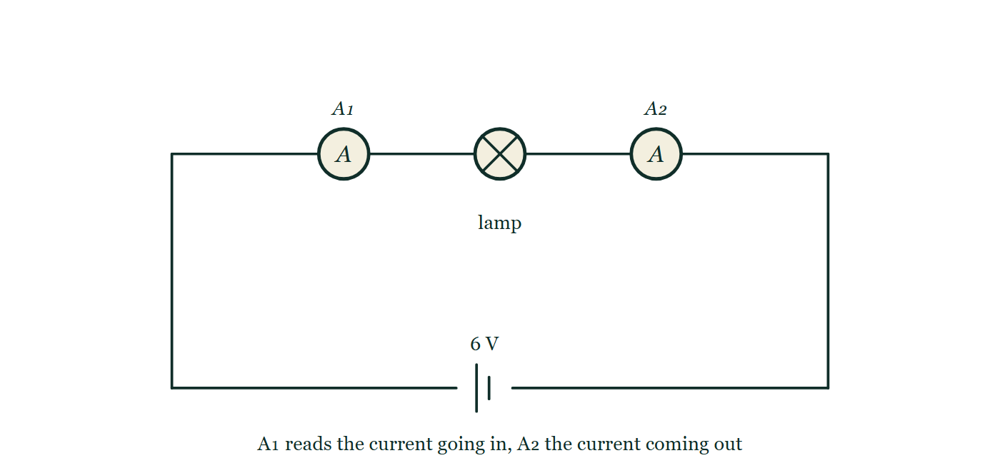 A1 A2
A A
lamp
6 V
A1 reads the current going in, A2 the current coming out